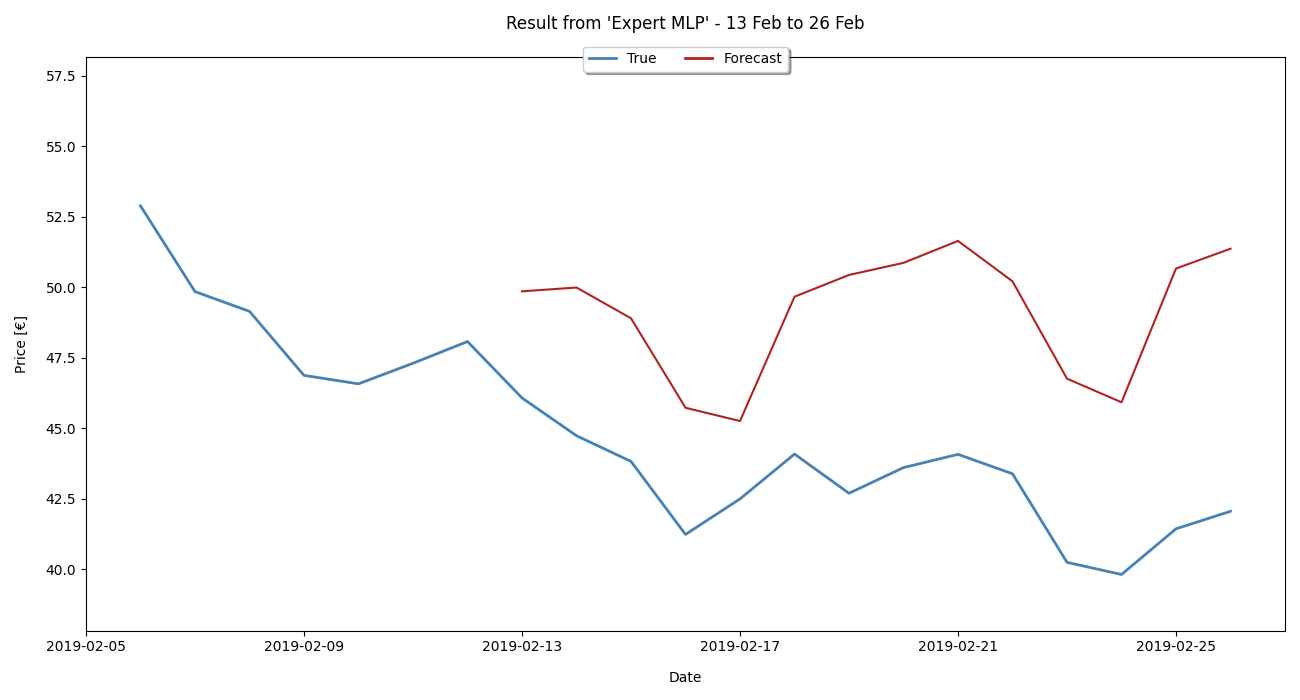 Result from 'Expert MLP' - 13 Feb to 26 Feb
True Forecast
57.5
55.0
52.5
50.0
47.5
45.0
42.5
40.0
Price [€]
2019-02-05 2019-02-09 2019-02-13 2019-02-17 2019-02-21 2019-02-25
Date